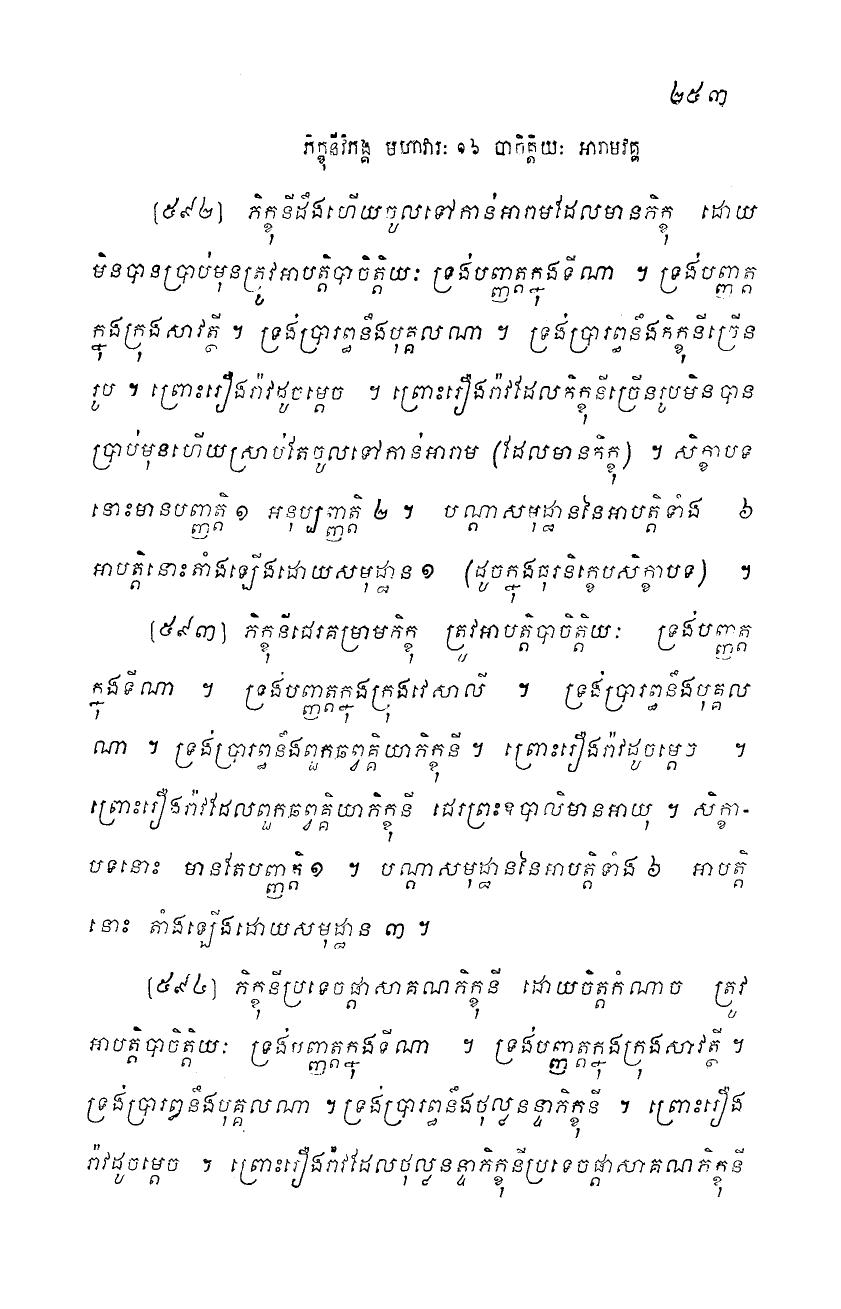 ២៥៣
ភិក្ខុនីវិភង្គ មហាវារៈ ១៦ បាចិត្តិយៈ អារាមវគ្គ
[៥៩២] ភិក្ខុនីដឹងហើយចូលទៅកាន់អារាមដែលមានភិក្ខុ ដោយ
មិនបានប្រាប់មុនត្រូវអាបត្តិបាចិត្តិយៈ ទ្រង់បញ្ញត្តក្នុងទីណា ។ ទ្រង់បញ្ញត្ត
ក្នុងក្រុងសាវត្ថី ។ ទ្រង់ប្រារព្ធនឹងបុគ្គលណា ។ ទ្រង់ប្រារព្ធនឹងភិក្ខុនីច្រើន
រូប ។ ព្រោះរឿងរ៉ាវដូចម្តេច ។ ព្រោះរឿងរ៉ាវដែលភិក្ខុនីច្រើនរូបមិនបាន
ប្រាប់មុនហើយស្រាប់តែចូលទៅកាន់អារាម (ដែលមានភិក្ខុ) ។ សិក្ខាបទ
នោះមានបញ្ញត្តិ ១ អនុប្បញ្ញត្តិ ២ ។ បណ្តាសមុដ្ឋាននៃអាបត្តិទាំង ៦
អាបត្តិនោះតាំងឡើងដោយសមុដ្ឋាន ១ (ដូចក្នុងធុរនិក្ខេបសិក្ខាបទ) ។
[៥៩៣] ភិក្ខុនីជេរគម្រាមភិក្ខុ ត្រូវអាបត្តិបាចិត្តិយៈ ទ្រង់បញ្ញត្ត
ក្នុងទីណា ។ ទ្រង់បញ្ញត្តក្នុងក្រុងវេសាលី ។ ទ្រង់ប្រារព្ធនឹងបុគ្គល
ណា ។ ទ្រង់ប្រារព្ធនឹងពួកឆព្វគ្គិយាភិក្ខុនី ។ ព្រោះរឿងរ៉ាវដូចម្តេច ។
ព្រោះរឿងរ៉ាវដែលពួកឆព្វគ្គិយាភិក្ខុនី ជេរព្រះឧបាលិមានអាយុ ។ សិក្ខា-
បទនោះ មានតែបញ្ញត្តិ ១ ។ បណ្តាសមុដ្ឋាននៃអាបត្តិទាំង ៦ អាបត្តិ
នោះ តាំងឡើងដោយសមុដ្ឋាន ៣ ។
[៥៩៤] ភិក្ខុនីប្រទេចផ្តាសាគណភិក្ខុនី ដោយចិត្តកំណាច ត្រូវ
អាបត្តិបាចិត្តិយៈ ទ្រង់បញ្ញត្តក្នុងទីណា ។ ទ្រង់បញ្ញត្តក្នុងក្រុងសាវត្ថី ។
ទ្រង់ប្រារព្ធនឹងបុគ្គលណា ។ ទ្រង់ប្រារព្ធនឹងថុល្លនន្ទាភិក្ខុនី ។ ព្រោះរឿង
រ៉ាវដូចម្តេច ។ ព្រោះរឿងរ៉ាវដែលថុល្លនន្ទាភិក្ខុនីប្រទេចផ្តាសាគណភិក្ខុនី